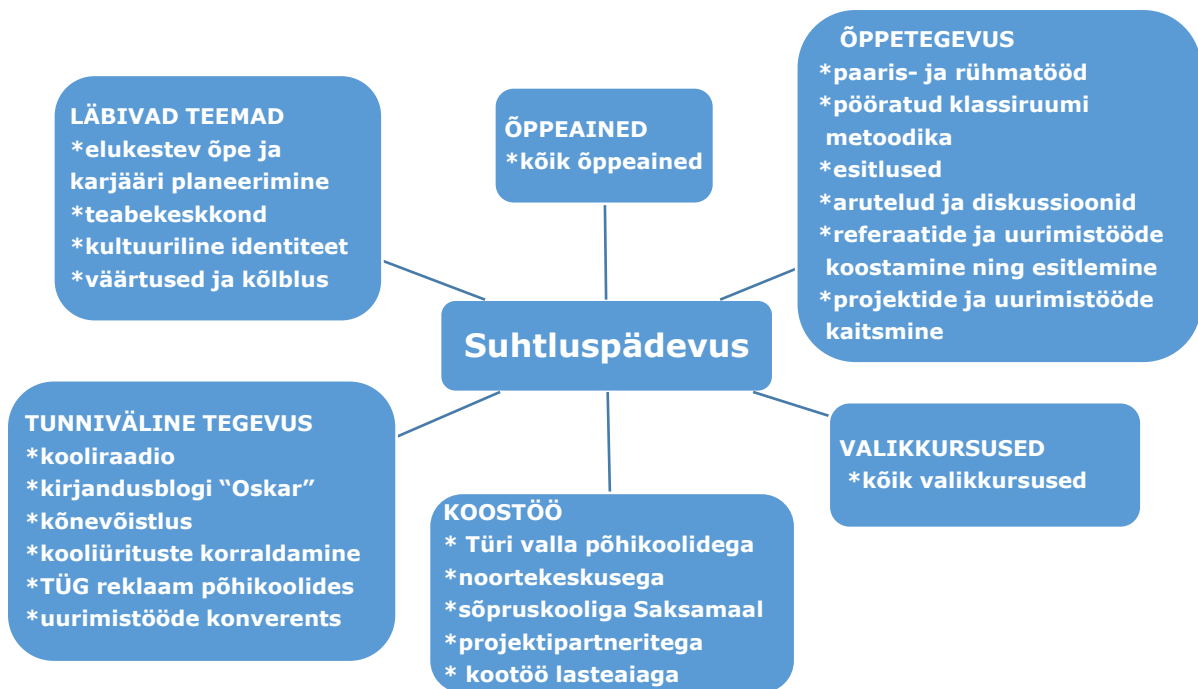 LÄBIVAD TEEMAD
*elukestev õpe ja
karjääri planeerimine
*teabekeskkond
*kultuuriline identiteet
*väärtused ja kõlblus
ÕPPEAINED
*kõik õppeained
ÕPPETEGEVUS
*paaris- ja rühmatööd
*pööratud klassiruumi
metoodika
*esitlused
*arutelud ja diskussioonid
*referaatide ja uurimistööde
koostamine ning esitlemine
*projektide ja uurimistööde
kaitsmine
Suhtluspädevus
TUNNIVÄLINE TEGEVUS
*kooliraadio
*kirjandusblogi “Oskar”
*kõnevõistlus
*kooliürituste korraldamine
*TÜG reklaam põhikoolides
*uurimistööde konverents
KOOSTÖÖ
* Türi valla põhikoolidega
*noortekeskusega
*sõpruskooliga Saksamaal
*projektipartneritega
* kootöö lasteaiaga
VALIKKURSUSED
*kõik valikkursused